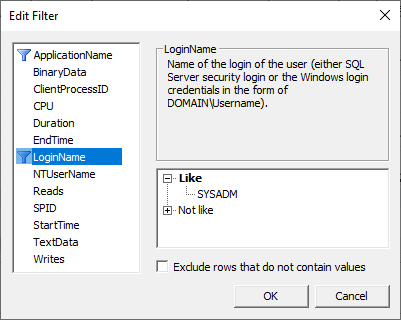 Edit Filter
ApplicationName
BinaryData
ClientProcessID
CPU
Duration
EndTime
LoginName
NTUserName
Reads
SPID
StartTime
TextData
Writes
LoginName
Name of the login of the user (either SQL
Server security login or the Windows login
credentials in the form of
DOMAIN\Username).
Like
SYSADM
Not like
Exclude rows that do not contain values
OK
Cancel